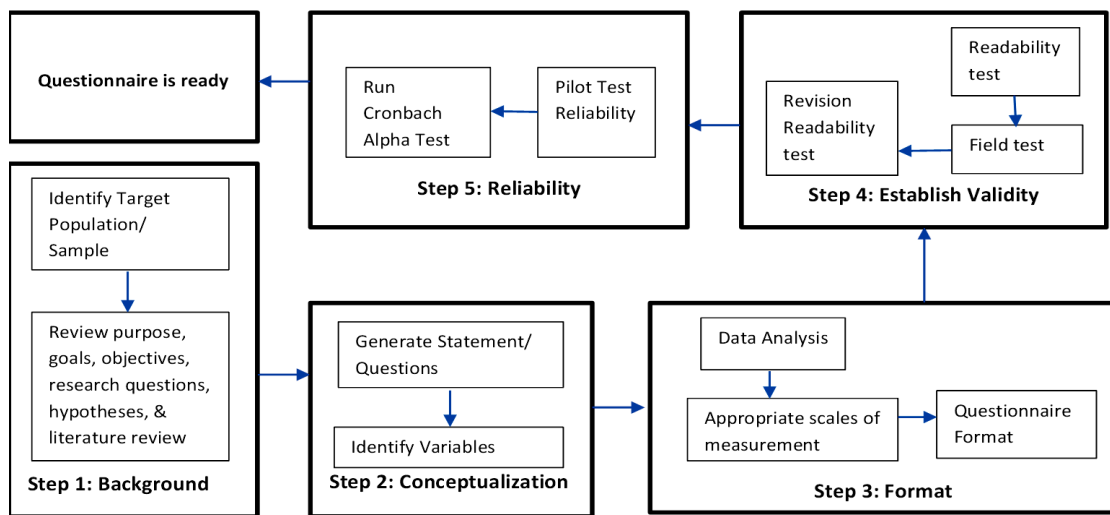 Questionnaire is ready
Run
Cronbach
Alpha Test
Pilot Test
Reliability
Step 5: Reliability
Readability
test
Revision
Readability
test
Field test
Step 4: Establish Validity
Identify Target
Population/
Sample
Review purpose,
goals, objectives,
research questions,
hypotheses, &
literature review
Step 1: Background
Generate Statement/
Questions
Identify Variables
Step 2: Conceptualization
Data Analysis
Appropriate scales of
measurement
Questionnaire
Format
Step 3: Format